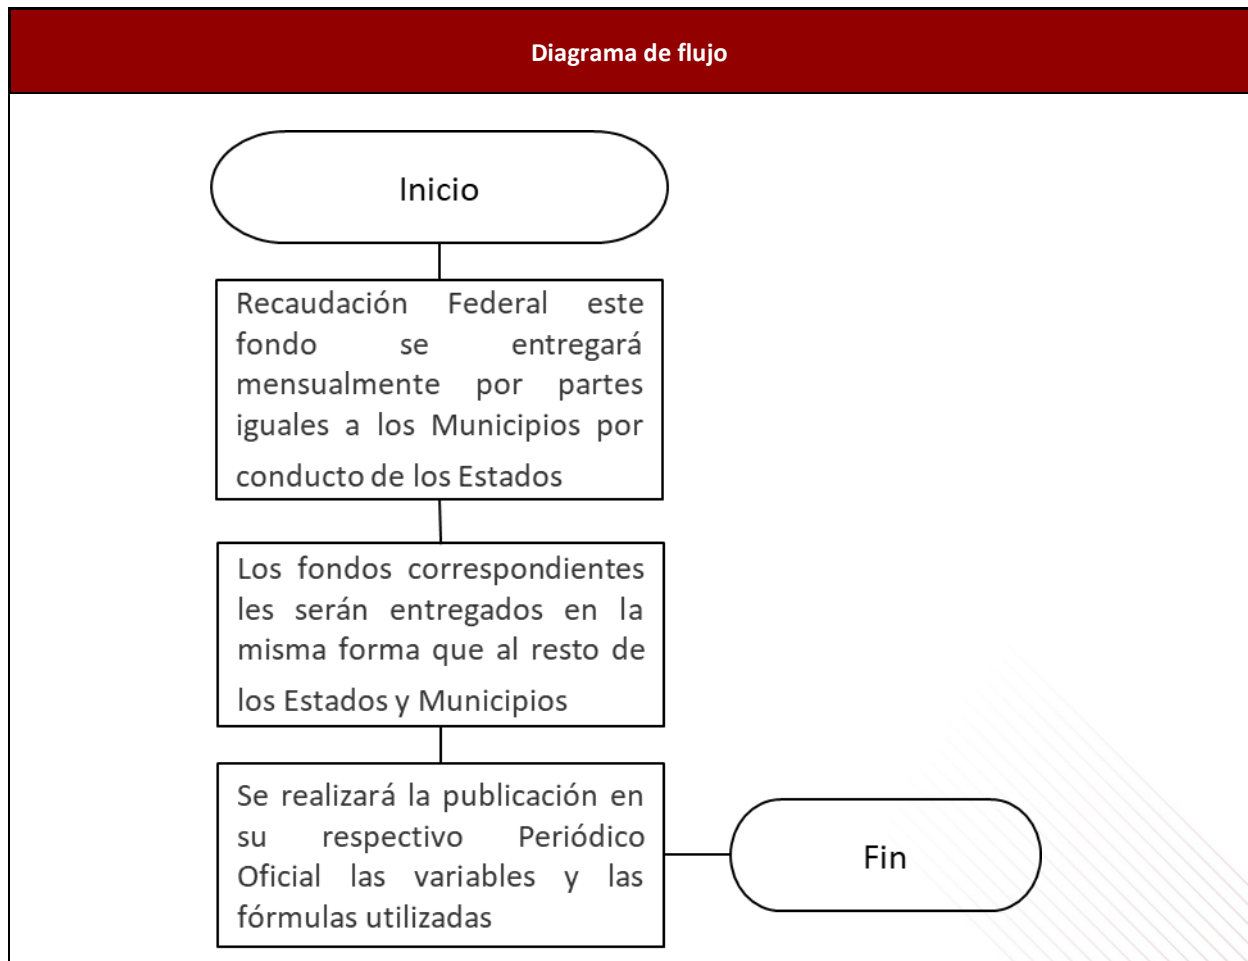 Diagrama de flujo
Inicio
Recaudación Federal este
fondo se entregará
mensualmente por partes
iguales a los Municipios por
conducto de los Estados
Los fondos correspondientes
les serán entregados en la
misma forma que al resto de
los Estados y Municipios
Se realizará la publicación en
su respectivo Periódico
Oficial las variables y las
fórmulas utilizadas
Fin